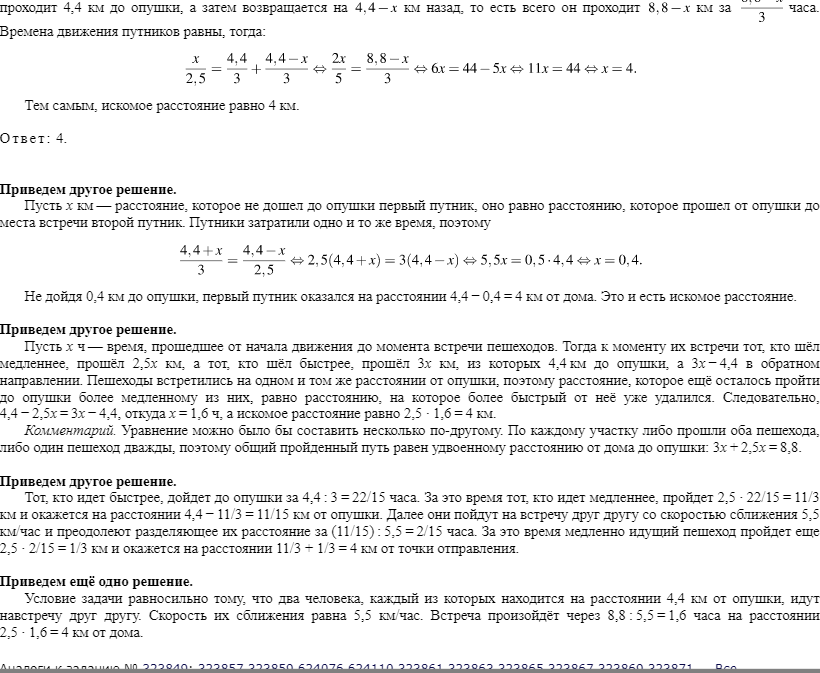 проходит 4,4 км до опушки, а затем возвращается на 4,4 − x км назад, то есть всего он проходит 8,8 − x км за (8,8 − x)/3 часа.
Времена движения путников равны, тогда:
x/2,5 = 4,4/3 + (4,4 − x)/3 ⇔ 2x/5 = (8,8 − x)/3 ⇔ 6x = 44 − 5x ⇔ 11x = 44 ⇔ x = 4.
Тем самым, искомое расстояние равно 4 км.
Ответ: 4.
Приведем другое решение.
Пусть x км — расстояние, которое не дошел до опушки первый путник, оно равно расстоянию, которое прошел от опушки до
места встречи второй путник. Путники затратили одно и то же время, поэтому
(4,4 + x)/3 = (4,4 − x)/2,5 ⇔ 2,5(4,4 + x) = 3(4,4 − x) ⇔ 5,5x = 0,5 · 4,4 ⇔ x = 0,4.
Не дойдя 0,4 км до опушки, первый путник оказался на расстоянии 4,4 − 0,4 = 4 км от дома. Это и есть искомое расстояние.
Приведем другое решение.
Пусть x ч — время, прошедшее от начала движения до момента встречи пешеходов. Тогда к моменту их встречи тот, кто шёл
медленнее, прошёл 2,5x км, а тот, кто шёл быстрее, прошёл 3x км, из которых 4,4 км до опушки, а 3x − 4,4 в обратном
направлении. Пешеходы встретились на одном и том же расстоянии от опушки, поэтому расстояние, которое ещё осталось пройти
до опушки более медленному из них, равно расстоянию, на которое более быстрый от неё уже удалился. Следовательно,
4,4 − 2,5x = 3x − 4,4, откуда x = 1,6 ч, а искомое расстояние равно 2,5 · 1,6 = 4 км.
Комментарий. Уравнение можно было бы составить несколько по-другому. По каждому участку либо прошли оба пешехода,
либо один пешеход дважды, поэтому общий пройденный путь равен удвоенному расстоянию от дома до опушки: 3x + 2,5x = 8,8.
Приведем другое решение.
Тот, кто идет быстрее, дойдет до опушки за 4,4 : 3 = 22/15 часа. За это время тот, кто идет медленнее, пройдет 2,5 · 22/15 = 11/3
км и окажется на расстоянии 4,4 − 11/3 = 11/15 км от опушки. Далее они пойдут на встречу друг другу со скоростью сближения 5,5
км/час и преодолеют разделяющее их расстояние за (11/15) : 5,5 = 2/15 часа. За это время медленно идущий пешеход пройдет еще
2,5 · 2/15 = 1/3 км и окажется на расстоянии 11/3 + 1/3 = 4 км от точки отправления.
Приведем ещё одно решение.
Условие задачи равносильно тому, что два человека, каждый из которых находится на расстоянии 4,4 км от опушки, идут
навстречу друг другу. Скорость их сближения равна 5,5 км/час. Встреча произойдёт через 8,8 : 5,5 = 1,6 часа на расстоянии
2,5 · 1,6 = 4 км от дома.
Аналоги к заданию № 323849: 323857 323859 624076 624110 323861 323863 323865 323867 323869 323871 ... Все